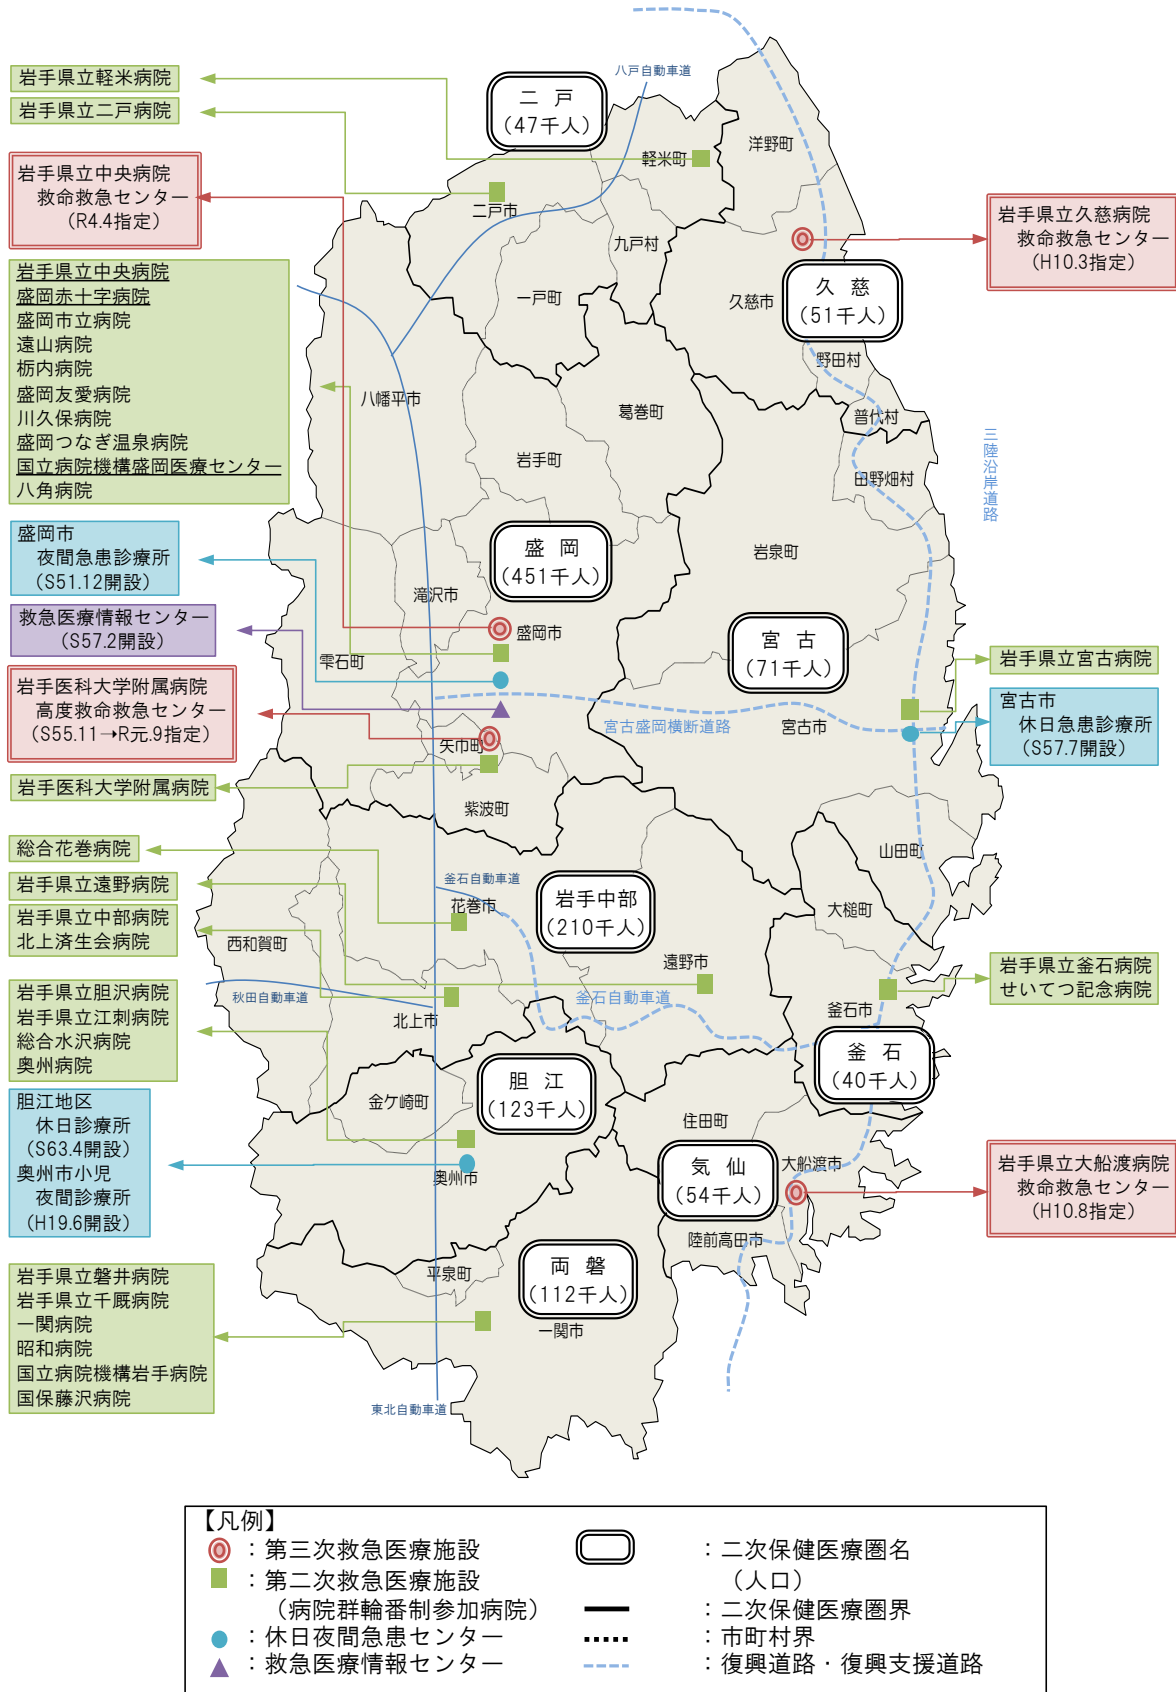 岩手県立軽米病院
岩手県立二戸病院
岩手県立中央病院
救命救急センター
(R4.4指定)
岩手県立中央病院
盛岡赤十字病院
盛岡市立病院
遠山病院
栃内病院
盛岡友愛病院
川久保病院
盛岡つなぎ温泉病院
国立病院機構盛岡医療センター
八角病院
盛岡市
夜間急患診療所
(S51.12開設)
救急医療情報センター
(S57.2開設)
岩手医科大学附属病院
高度救命救急センター
(S55.11→R元.9指定)
岩手医科大学附属病院
総合花巻病院
岩手県立遠野病院
岩手県立中部病院
北上済生会病院
岩手県立胆沢病院
岩手県立江刺病院
総合水沢病院
奥州病院
胆江地区
休日診療所
(S63.4開設)
奥州市小児
夜間診療所
(H19.6開設)
岩手県立磐井病院
岩手県立千厩病院
一関病院
昭和病院
国立病院機構岩手病院
国保藤沢病院
八戸自動車道
二 戸
(47千人)
洋野町
軽米町
二戸市
九戸村
一戸町
久慈市
久 慈
(51千人)
野田村
普代村
八幡平市
葛巻町
岩手町
田野畑村
三陸沿岸道路
盛 岡
(451千人)
岩泉町
滝沢市
盛岡市
雫石町
宮 古
(71千人)
宮古盛岡横断道路
宮古市
矢巾町
紫波町
山田町
大槌町
釜石自動車道
花巻市
岩手中部
(210千人)
西和賀町
遠野市
秋田自動車道
北上市
釜石自動車道
釜石市
釜 石
(40千人)
胆 江
(123千人)
金ケ崎町
住田町
奥州市
気 仙
(54千人)
大船渡市
陸前高田市
平泉町
両 磐
(112千人)
一関市
東北自動車道
岩手県立久慈病院
救命救急センター
(H10.3指定)
岩手県立宮古病院
宮古市
休日急患診療所
(S57.7開設)
岩手県立釜石病院
せいてつ記念病院
岩手県立大船渡病院
救命救急センター
(H10.8指定)
【凡例】
：第三次救急医療施設
：第二次救急医療施設
（病院群輪番制参加病院）
：休日夜間急患センター
：救急医療情報センター
：二次保健医療圏名
（人口）
：二次保健医療圏界
：市町村界
：復興道路・復興支援道路